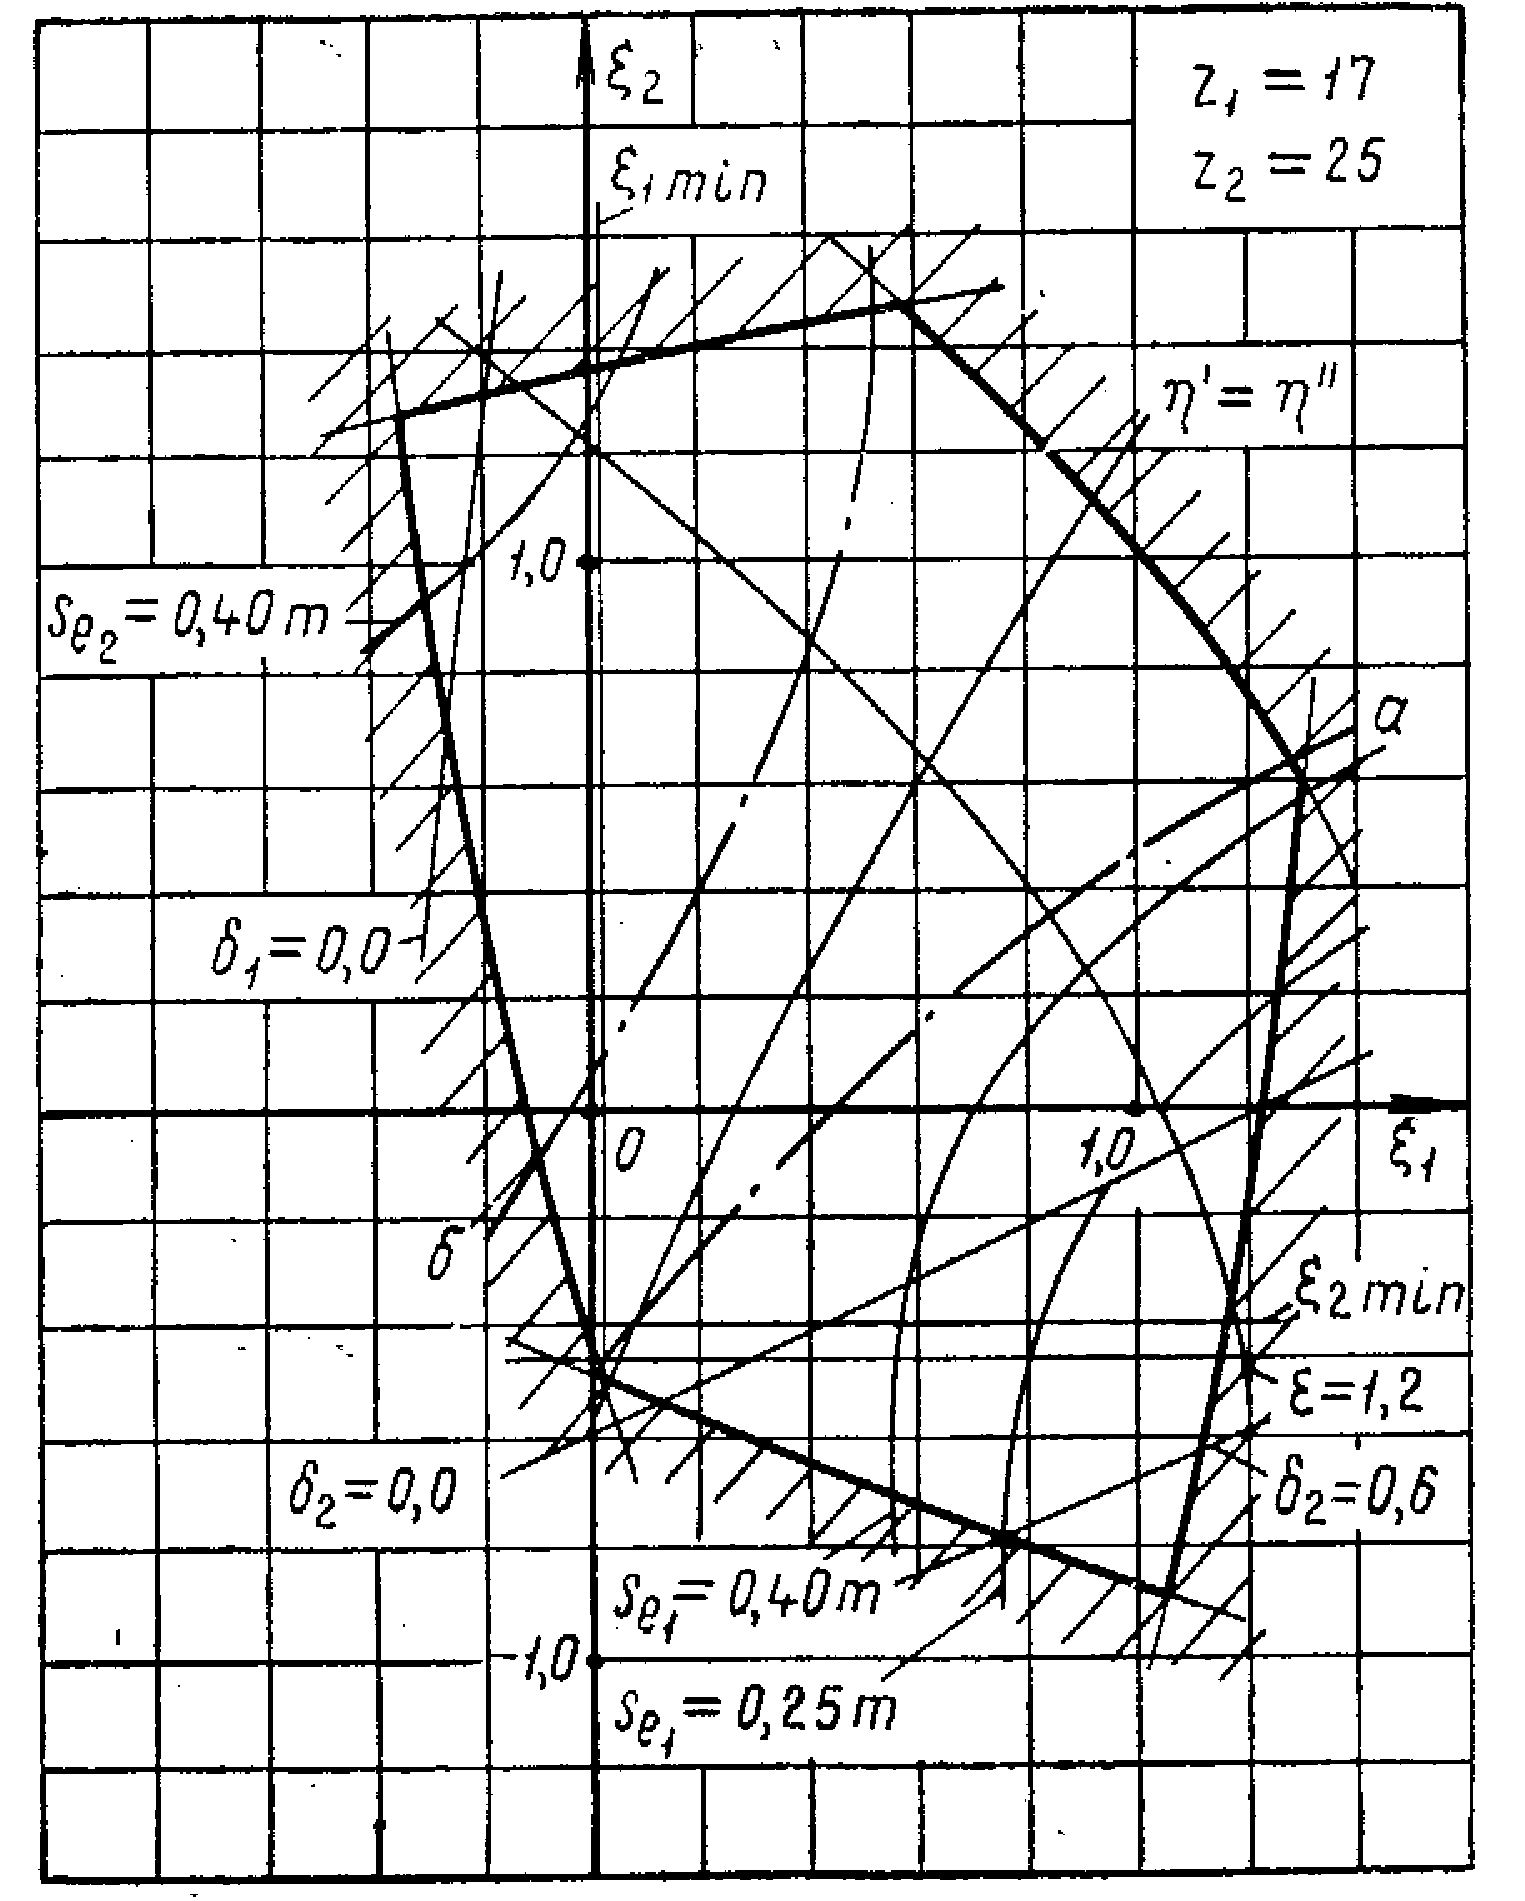 ξ₂
z₁ = 17
z₂ = 25
ξ₁ min
η' = η"
1,0
sₑ₂ = 0,40 m
а
δ₁ = 0,0
0
1,0
ξ₁
б
ξ₂ min
ε = 1,2
δ₂ = 0,0
δ₂ = 0,6
sₑ₁ = 0,40 m
-1,0
sₑ₁ = 0,25 m